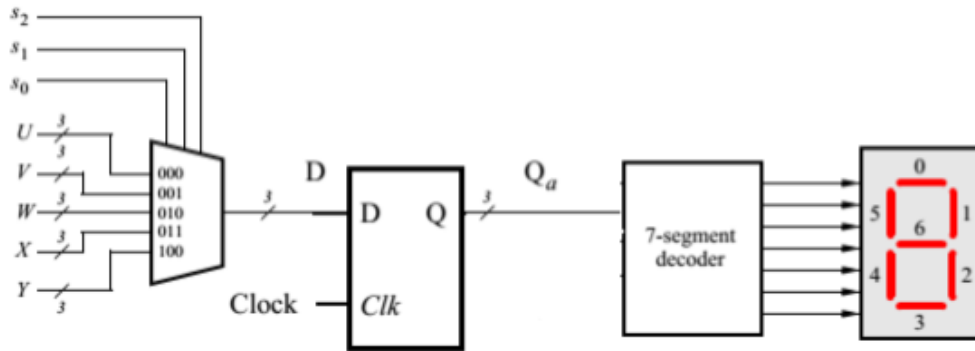 s2
s1
s0
U 3
V 3
W 3
X 3
Y 3
000
001
010
011
100
3
D
D Q
Clock Clk
3
Qa
7-segment
decoder
0
5 1
6
4 2
3